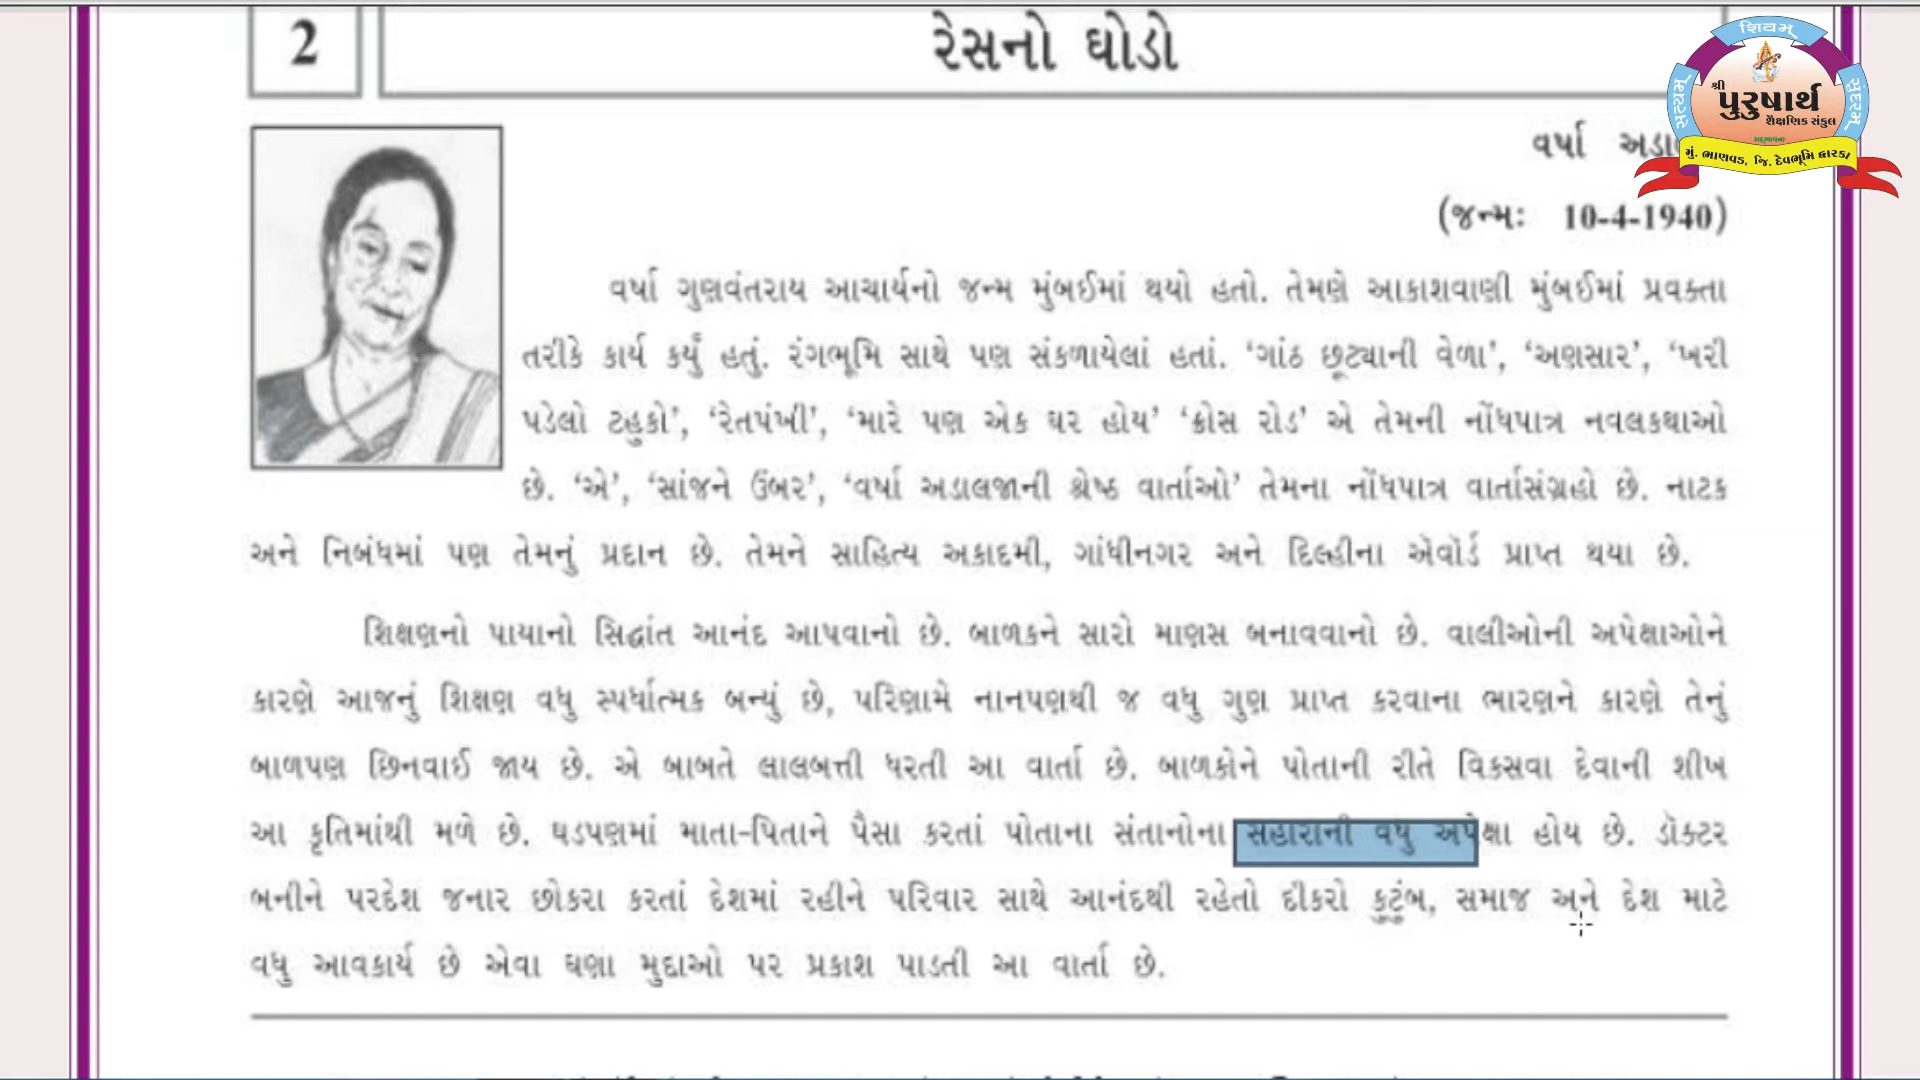 2
રેસનો ઘોડો
શિવમ્
સત્યમ્
સુંદરમ્
શ્રી
પુરુષાર્થ
શૈક્ષણિક સંકુલ
સદ્ભાવના
મું. ભાણવડ, જિ. દેવભૂમિ દ્વારકા
વર્ષા
(જન્મઃ 10-4-1940)
વર્ષા ગુણવંતરાય આચાર્યનો જન્મ મુંબઈમાં થયો હતો. તેમણે આકાશવાણી મુંબઈમાં પ્રવક્તા
તરીકે કાર્ય કર્યું હતું. રંગભૂમિ સાથે પણ સંકળાયેલાં હતાં. ‘ગાંઠ છૂટ્યાની વેળા’, ‘અણસાર’, ‘ખરી
પડેલો ટહુકો’, ‘રેતપંખી’, ‘મારે પણ એક ઘર હોય’ ‘ક્રોસ રોડ’ એ તેમની નોંધપાત્ર નવલકથાઓ
છે. ‘એ’, ‘સાંજને ઉંબર’, ‘વર્ષા અડાલજાની શ્રેષ્ઠ વાર્તાઓ’ તેમના નોંધપાત્ર વાર્તાસંગ્રહો છે. નાટક
અને નિબંધમાં પણ તેમનું પ્રદાન છે. તેમને સાહિત્ય અકાદમી, ગાંધીનગર અને દિલ્હીના ઍવૉર્ડ પ્રાપ્ત થયા છે.
શિક્ષણનો પાયાનો સિદ્ધાંત આનંદ આપવાનો છે. બાળકને સારો માણસ બનાવવાનો છે. વાલીઓની અપેક્ષાઓને
કારણે આજનું શિક્ષણ વધુ સ્પર્ધાત્મક બન્યું છે, પરિણામે નાનપણથી જ વધુ ગુણ પ્રાપ્ત કરવાના ભારણને કારણે તેનું
બાળપણ છિનવાઈ જાય છે. એ બાબતે લાલબત્તી ધરતી આ વાર્તા છે. બાળકોને પોતાની રીતે વિકસવા દેવાની શીખ
આ કૃતિમાંથી મળે છે. ઘડપણમાં માતા-પિતાને પૈસા કરતાં પોતાના સંતાનોના સહારાની વધુ અપેક્ષા હોય છે. ડૉક્ટર
બનીને પરદેશ જનાર છોકરા કરતાં દેશમાં રહીને પરિવાર સાથે આનંદથી રહેતો દીકરો કુટુંબ, સમાજ અને દેશ માટે
વધુ આવકાર્ય છે એવા ઘણા મુદ્દાઓ પર પ્રકાશ પાડતી આ વાર્તા છે.